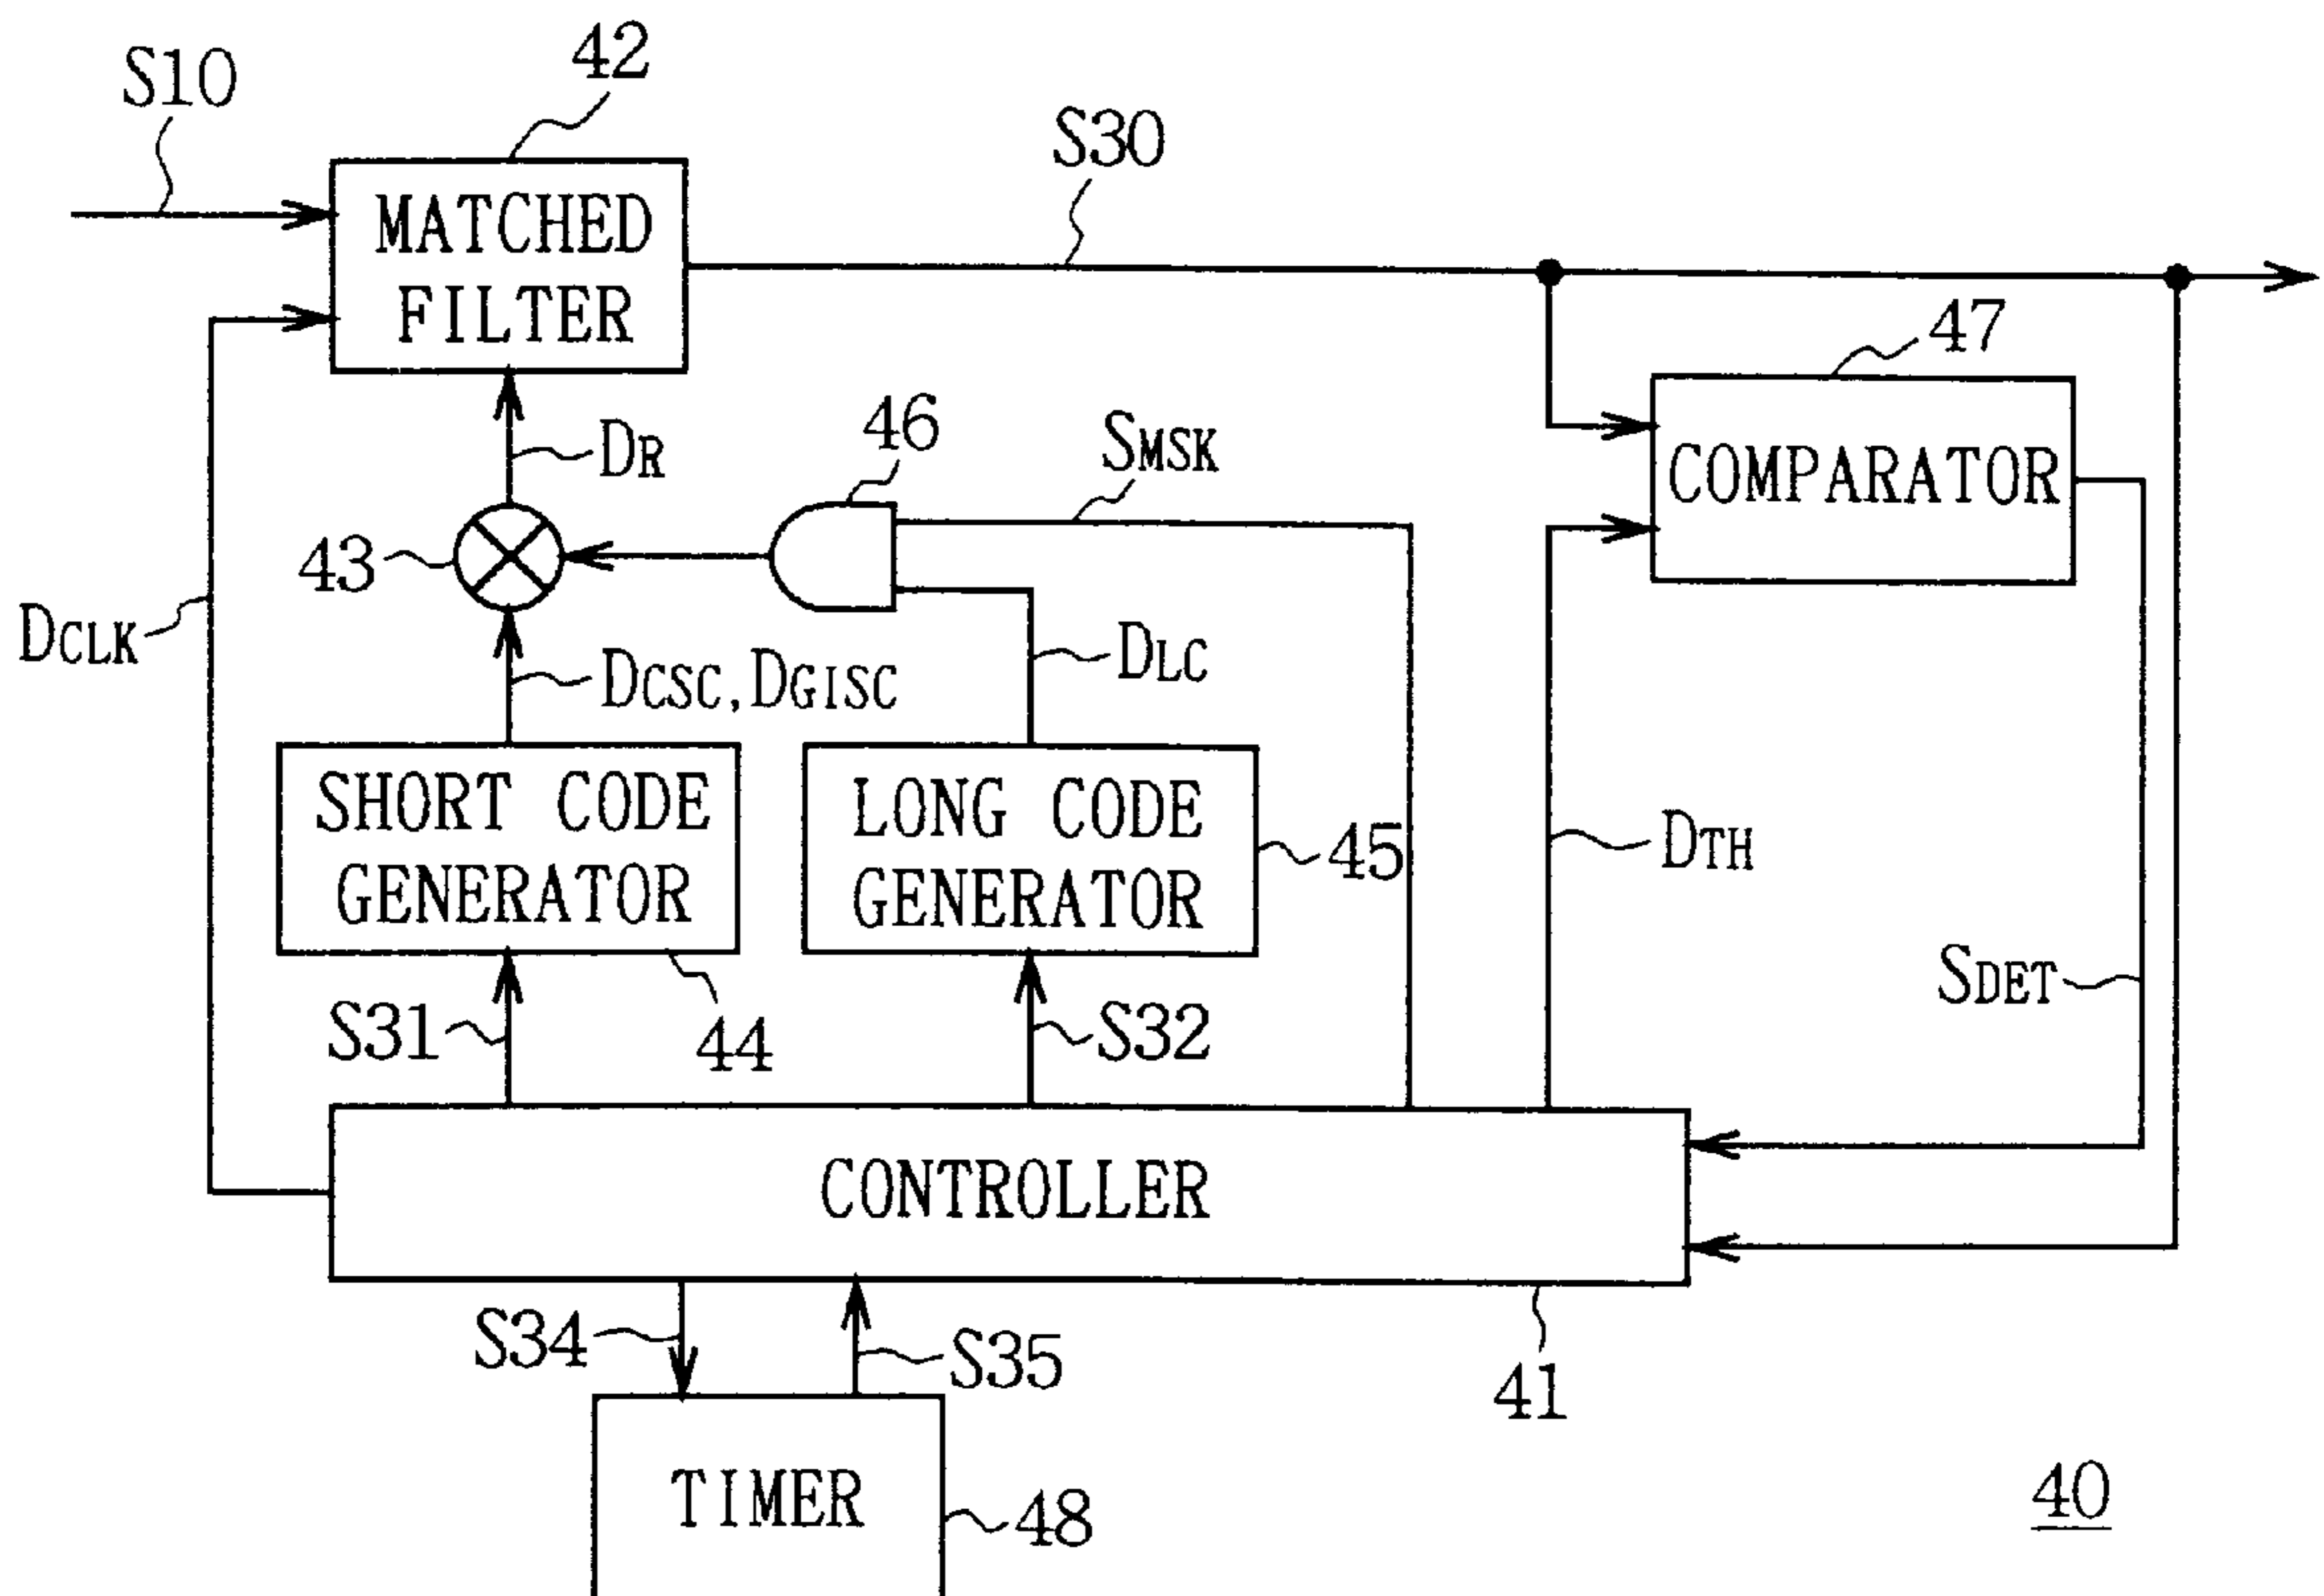 S10
42
S30
MATCHED
FILTER
47
46
SMSK
COMPARATOR
DR
43
DCLK
DCSC, DGISC
DLC
SHORT CODE
GENERATOR
LONG CODE
GENERATOR
45
DTH
SDET
S31
44
S32
CONTROLLER
S34
S35
41
TIMER
48
40